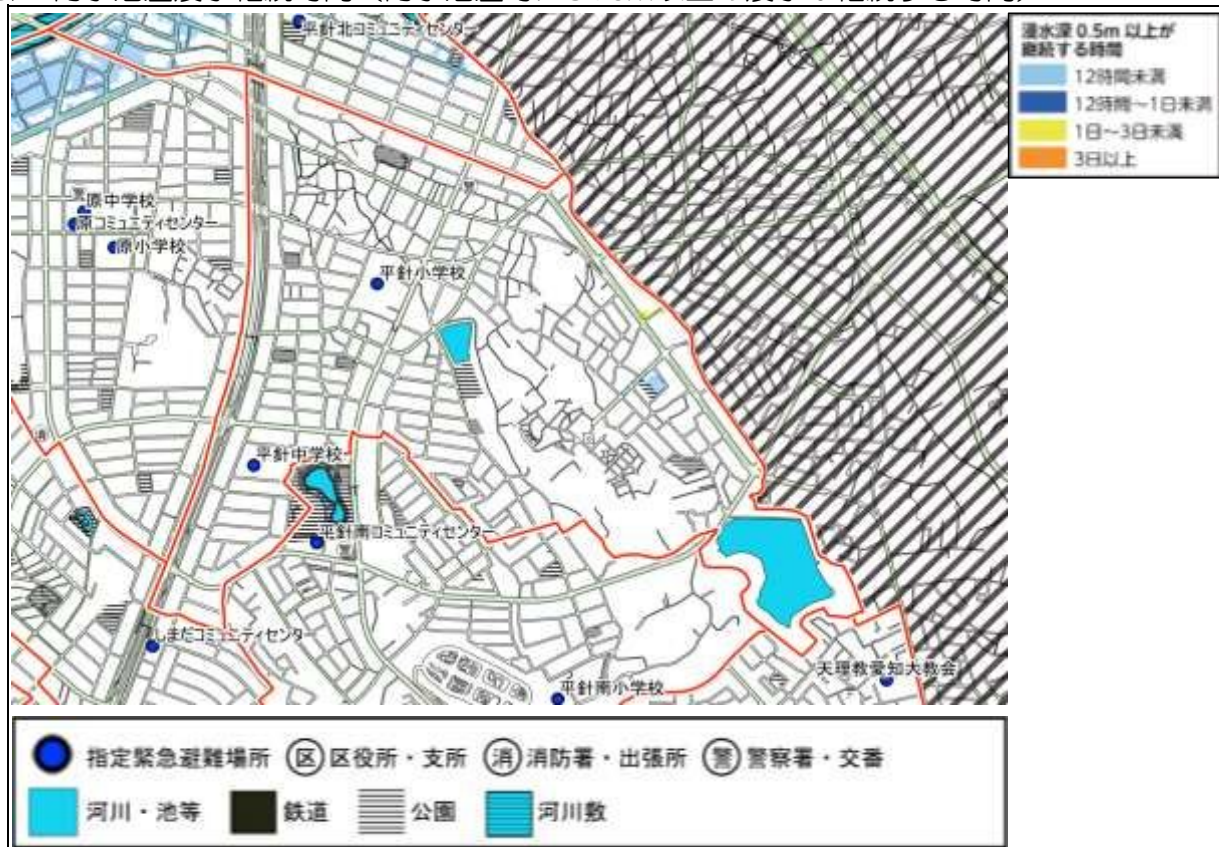 平針北コミュニティセンター
浸水深 0.5m 以上が
継続する時間
12時間未満
12時間～1日未満
1日～3日未満
3日以上
原中学校
原コミュニティセンター
原小学校
平針小学校
消
平針中学校
平針南コミュニティセンター
しまだコミュニティセンター
天理教愛知大教会
平針南小学校
指定緊急避難場所
区 区役所・支所
消 消防署・出張所
警 警察署・交番
河川・池等
鉄道
公園
河川敷